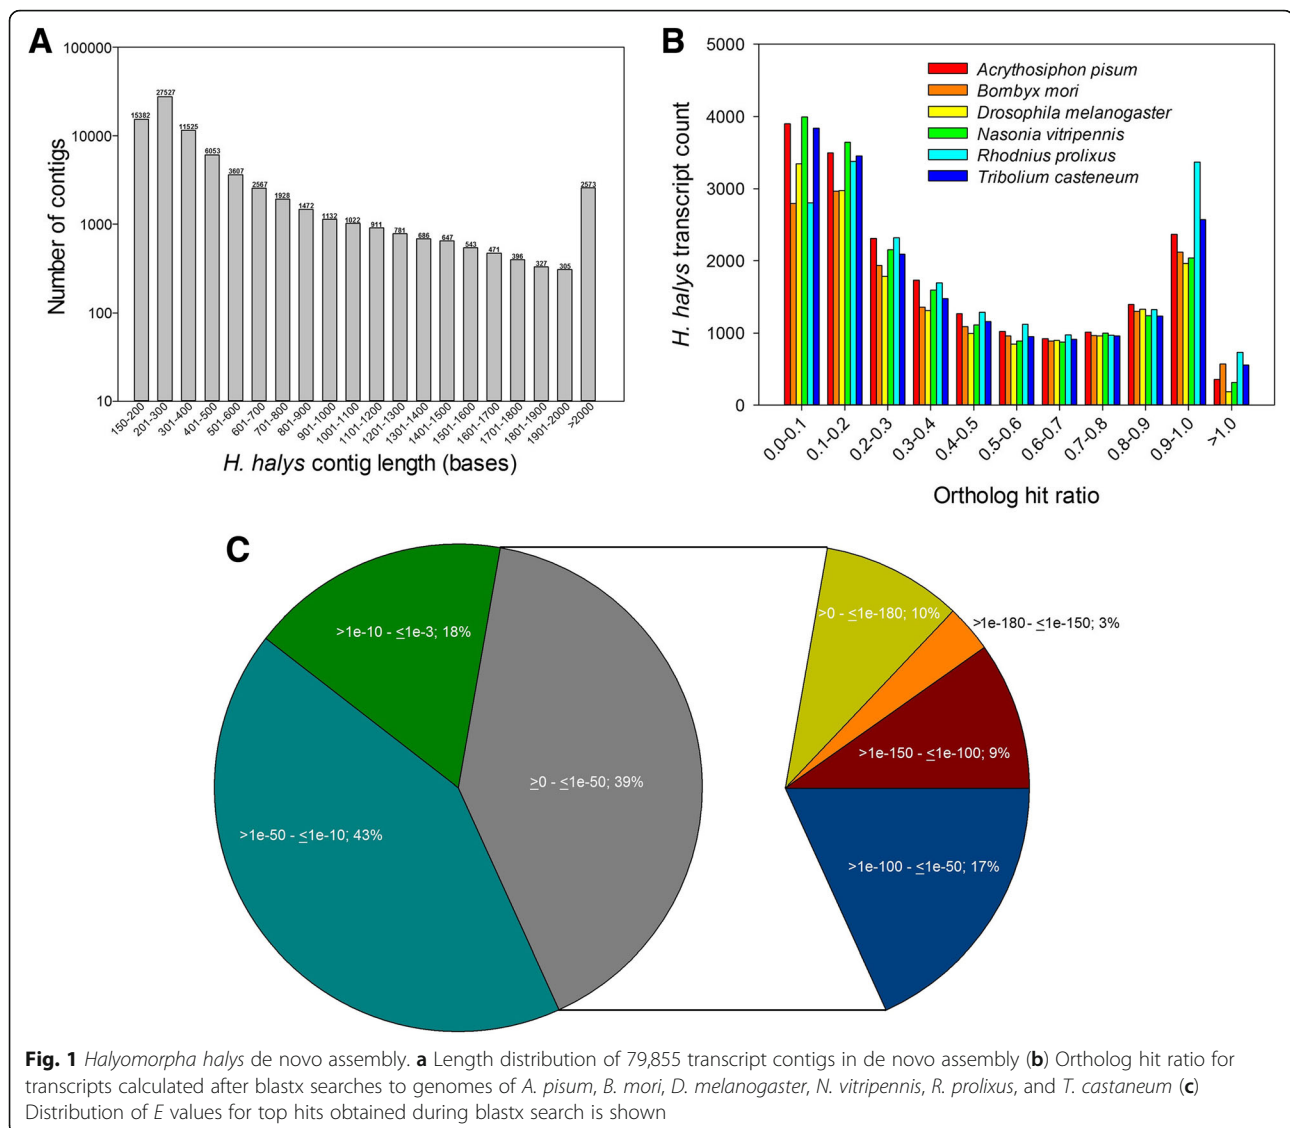 A
Number of contigs
100000
10000
1000
100
10
15382
27527
11525
6053
3607
2567
1928
1472
1132
1022
911
781
686
647
543
471
396
327
305
2573
150-200
201-300
301-400
401-500
501-600
601-700
701-800
801-900
901-1000
1001-1100
1101-1200
1201-1300
1301-1400
1401-1500
1501-1600
1601-1700
1701-1800
1801-1900
1901-2000
>2000
H. halys contig length (bases)
B
H. halys transcript count
5000
4000
3000
2000
1000
0
Acrythosiphon pisum
Bombyx mori
Drosophila melanogaster
Nasonia vitripennis
Rhodnius prolixus
Tribolium casteneum
0.0-0.1
0.1-0.2
0.2-0.3
0.3-0.4
0.4-0.5
0.5-0.6
0.6-0.7
0.7-0.8
0.8-0.9
0.9-1.0
>1.0
Ortholog hit ratio
C
>1e-10 - ≤1e-3; 18%
≥0 - ≤1e-50; 39%
>1e-50 - ≤1e-10; 43%
>0 - ≤1e-180; 10%
>1e-180 - ≤1e-150; 3%
>1e-150 - ≤1e-100; 9%
>1e-100 - ≤1e-50; 17%
Fig. 1 Halyomorpha halys de novo assembly. a Length distribution of 79,855 transcript contigs in de novo assembly (b) Ortholog hit ratio for
transcripts calculated after blastx searches to genomes of A. pisum, B. mori, D. melanogaster, N. vitripennis, R. prolixus, and T. castaneum (c)
Distribution of E values for top hits obtained during blastx search is shown